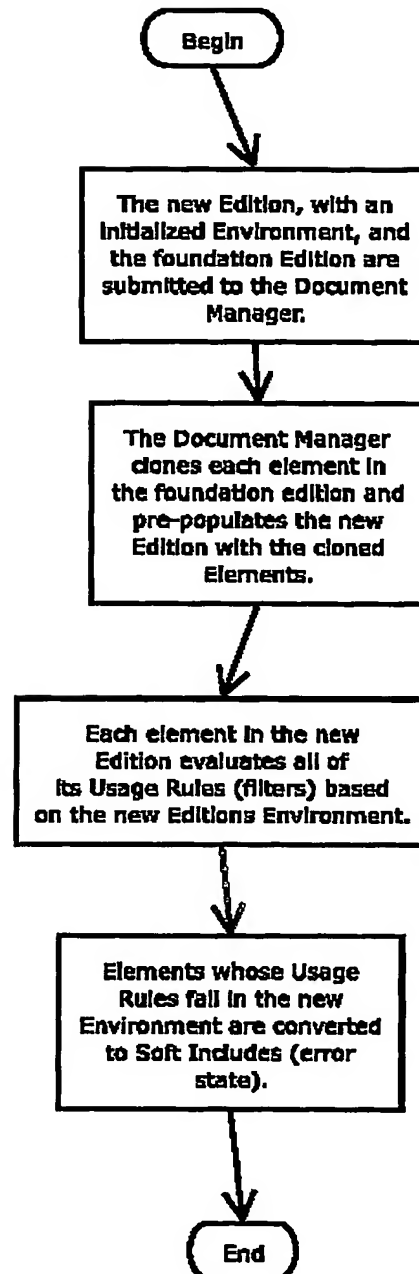 Begin
The new Edition, with an
initialized Environment, and
the foundation Edition are
submitted to the Document
Manager.
The Document Manager
clones each element in
the foundation edition and
pre-populates the new
Edition with the cloned
Elements.
Each element in the new
Edition evaluates all of
its Usage Rules (filters) based
on the new Editions Environment.
Elements whose Usage
Rules fail in the new
Environment are converted
to Soft Includes (error
state).
End